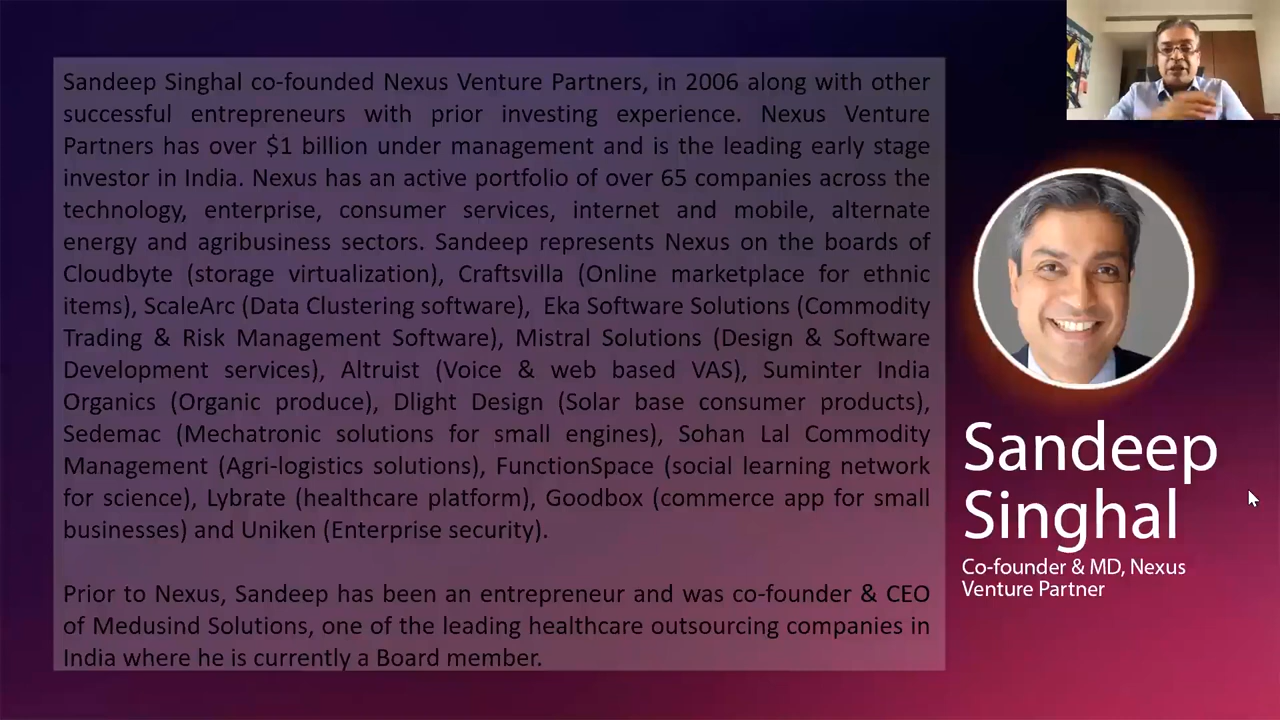 Sandeep Singhal co-founded Nexus Venture Partners, in 2006 along with other
successful entrepreneurs with prior investing experience. Nexus Venture
Partners has over $1 billion under management and is the leading early stage
investor in India. Nexus has an active portfolio of over 65 companies across the
technology, enterprise, consumer services, internet and mobile, alternate
energy and agribusiness sectors. Sandeep represents Nexus on the boards of
Cloudbyte (storage virtualization), Craftsvilla (Online marketplace for ethnic
items), ScaleArc (Data Clustering software), Eka Software Solutions (Commodity
Trading & Risk Management Software), Mistral Solutions (Design & Software
Development services), Altruist (Voice & web based VAS), Suminter India
Organics (Organic produce), Dlight Design (Solar base consumer products),
Sedemac (Mechatronic solutions for small engines), Sohan Lal Commodity
Management (Agri-logistics solutions), FunctionSpace (social learning network
for science), Lybrate (healthcare platform), Goodbox (commerce app for small
businesses) and Uniken (Enterprise security).
Prior to Nexus, Sandeep has been an entrepreneur and was co-founder & CEO
of Medusind Solutions, one of the leading healthcare outsourcing companies in
India where he is currently a Board member.
Sandeep
Singhal
Co-founder & MD, Nexus
Venture Partner